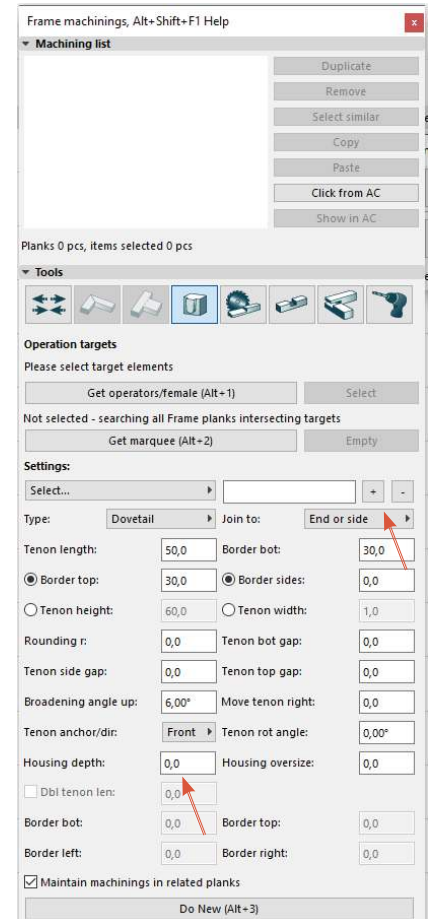 Frame machinings, Alt+Shift+F1 Help x
Machining list
Duplicate
Remove
Select similar
Copy
Paste
Click from AC
Show in AC
Planks 0 pcs, items selected 0 pcs
Tools
Operation targets
Please select target elements
Get operators/female (Alt+1) Select
Not selected - searching all Frame planks intersecting targets
Get marquee (Alt+2) Empty
Settings:
Select... + -
Type: Dovetail Join to: End or side
Tenon length: 50,0 Border bot: 30,0
Border top: 30,0 Border sides: 0,0
Tenon height: 60,0 Tenon width: 1,0
Rounding r: 0,0 Tenon bot gap: 0,0
Tenon side gap: 0,0 Tenon top gap: 0,0
Broadening angle up: 6,00° Move tenon right: 0,0
Tenon anchor/dir: Front Tenon rot angle: 0,00°
Housing depth: 0,0 Housing oversize: 0,0
Dbl tenon len: 0,0
Border bot: 0,0 Border top: 0,0
Border left: 0,0 Border right: 0,0
Maintain machinings in related planks
Do New (Alt+3)